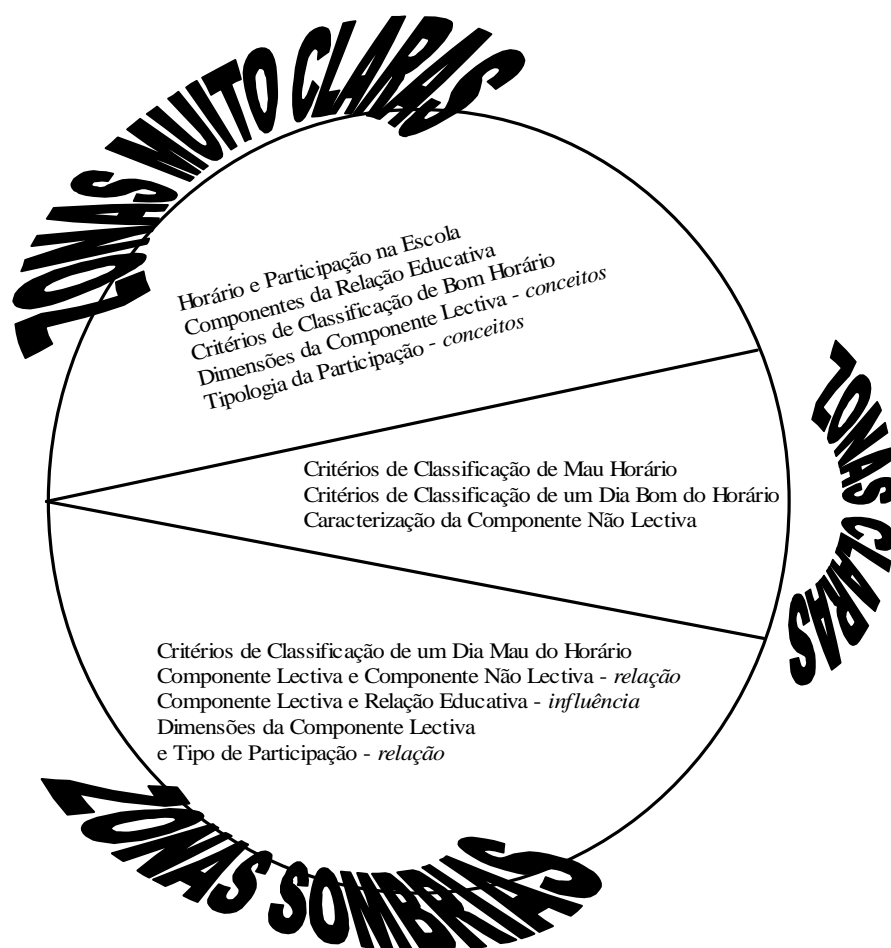 ZONAS MUITO CLARAS
Horário e Participação na Escola
Componentes da Relação Educativa
Critérios de Classificação de Bom Horário
Dimensões da Componente Lectiva - conceitos
Tipologia da Participação - conceitos
ZONAS CLARAS
Critérios de Classificação de Mau Horário
Critérios de Classificação de um Dia Bom do Horário
Caracterização da Componente Não Lectiva
Critérios de Classificação de um Dia Mau do Horário
Componente Lectiva e Componente Não Lectiva - relação
Componente Lectiva e Relação Educativa - influência
Dimensões da Componente Lectiva
e Tipo de Participação - relação
ZONAS SOMBRIAS